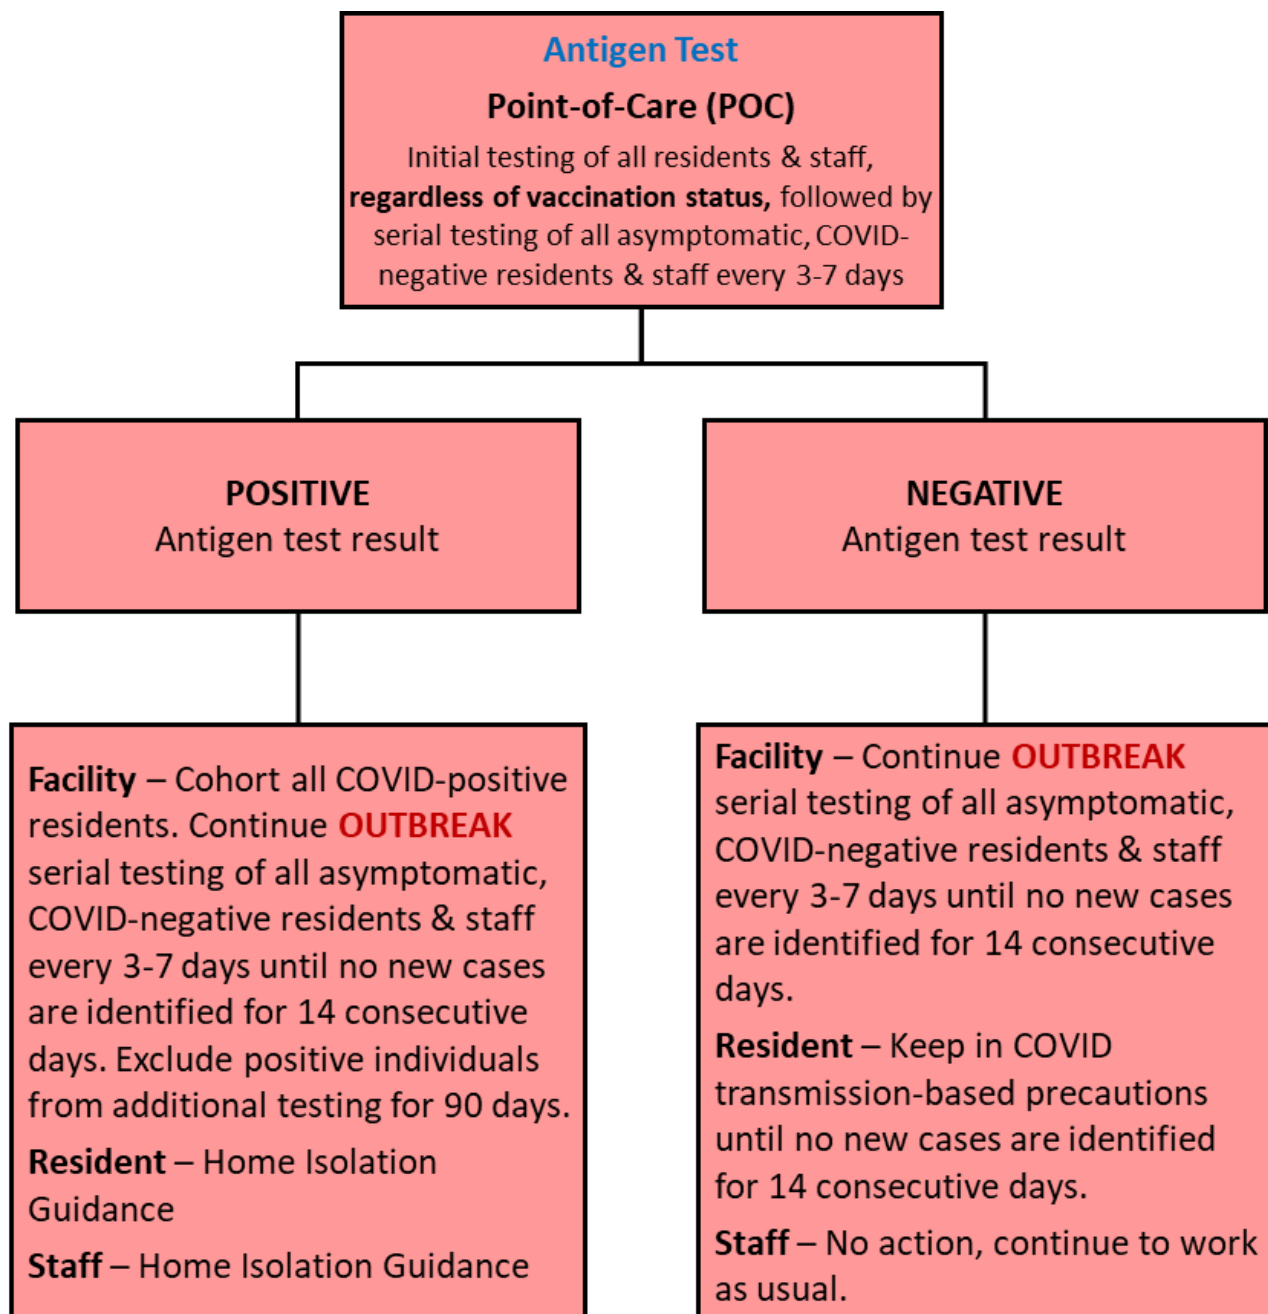 Antigen Test
Point-of-Care (POC)
Initial testing of all residents & staff,
regardless of vaccination status, followed by
serial testing of all asymptomatic, COVID-
negative residents & staff every 3-7 days
POSITIVE
Antigen test result
NEGATIVE
Antigen test result
Facility – Cohort all COVID-positive
residents. Continue OUTBREAK
serial testing of all asymptomatic,
COVID-negative residents & staff
every 3-7 days until no new cases
are identified for 14 consecutive
days. Exclude positive individuals
from additional testing for 90 days.
Resident – Home Isolation
Guidance
Staff – Home Isolation Guidance
Facility – Continue OUTBREAK
serial testing of all asymptomatic,
COVID-negative residents & staff
every 3-7 days until no new cases
are identified for 14 consecutive
days.
Resident – Keep in COVID
transmission-based precautions
until no new cases are identified
for 14 consecutive days.
Staff – No action, continue to work
as usual.